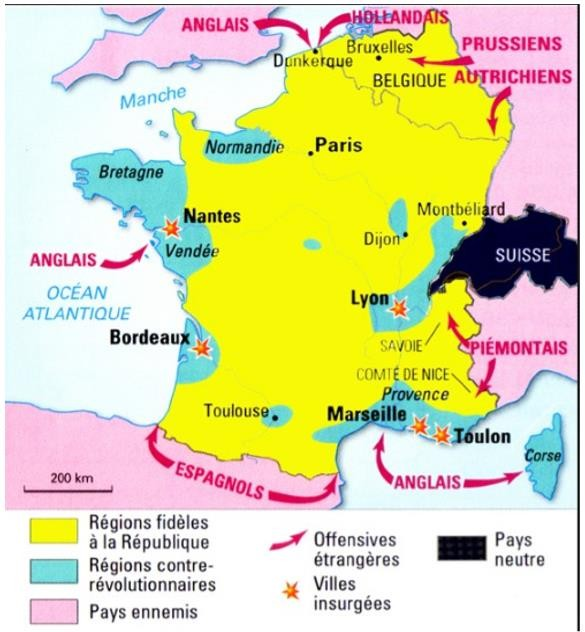 ANGLAIS
HOLLANDAIS
Dunkerque
Bruxelles
PRUSSIENS
BELGIQUE
AUTRICHIENS
Manche
Normandie
Paris
Bretagne
Nantes
Vendée
Montbéliard
Dijon
SUISSE
ANGLAIS
OCÉAN
ATLANTIQUE
Lyon
Bordeaux
SAVOIE
PIÉMONTAIS
COMTÉ DE NICE
Provence
Toulouse
Marseille
Toulon
Corse
ESPAGNOLS
ANGLAIS
200 km
Régions fidèles
à la République
Régions contre-
révolutionnaires
Pays ennemis
Offensives
étrangères
Villes
insurgées
Pays
neutre